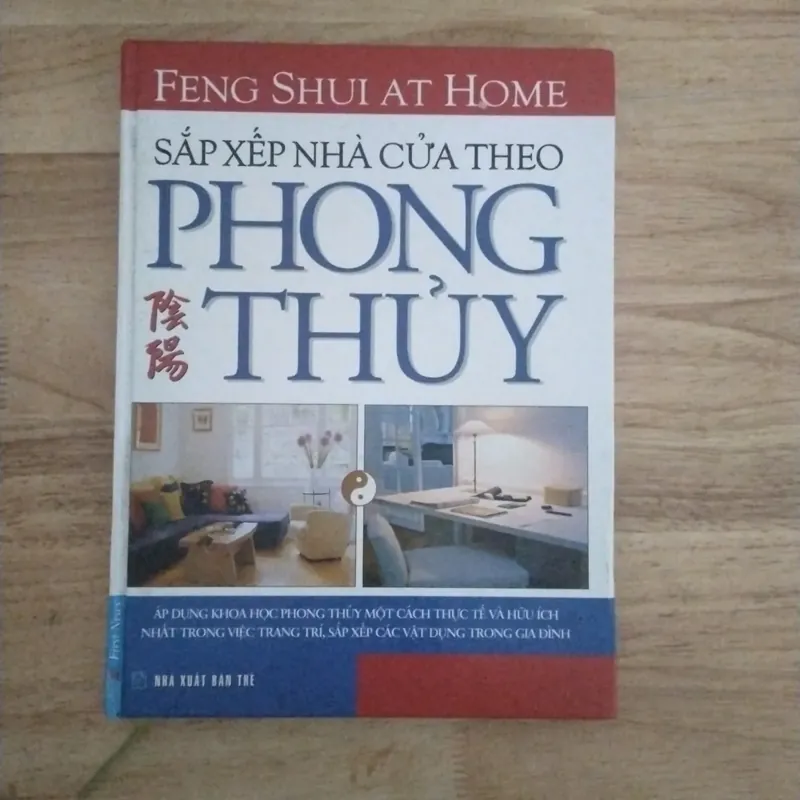 FENG SHUI AT HOME
SẮP XẾP NHÀ CỬA THEO
PHONG
THỦY
陰
陽
ÁP DỤNG KHOA HỌC PHONG THỦY MỘT CÁCH THỰC TẾ VÀ HỮU ÍCH
NHẤT TRONG VIỆC TRANG TRÍ, SẮP XẾP CÁC VẬT DỤNG TRONG GIA ĐÌNH
First News
NHÀ XUẤT BẢN TRẺ